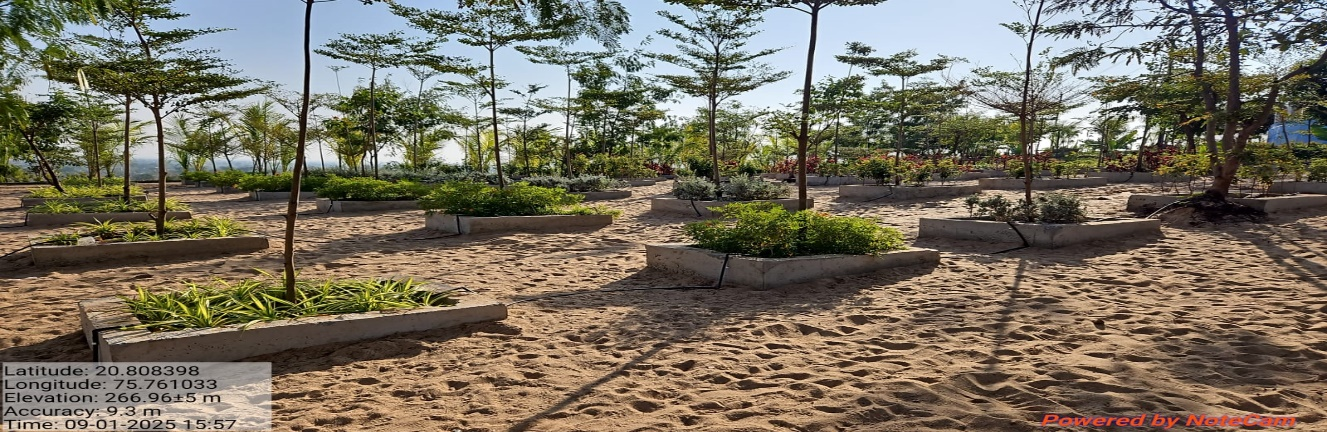 Latitude: 20.808398
Longitude: 75.761033
Elevation: 266.96±5 m
Accuracy: 9.3 m
Time: 09-01-2025 15:57
Powered by NoteCam